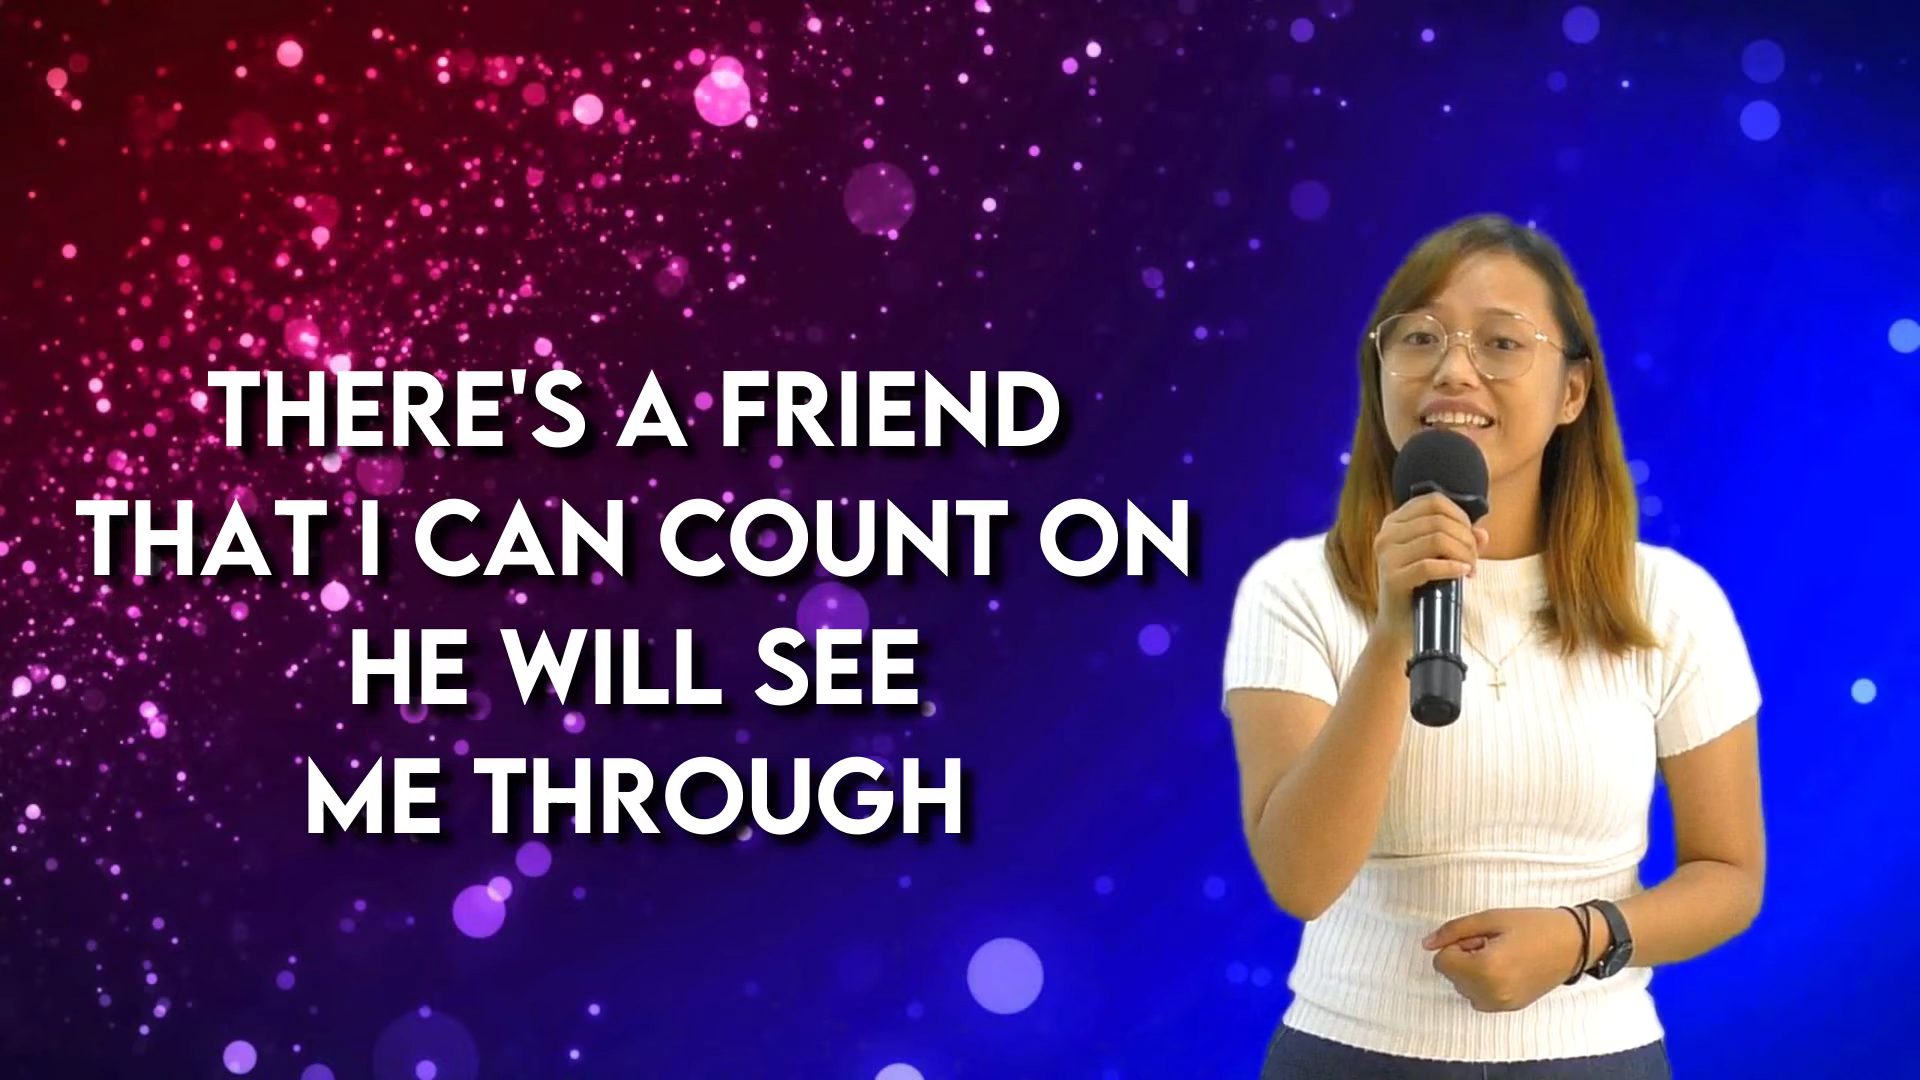 THERE'S A FRIEND
THAT I CAN COUNT ON
HE WILL SEE
ME THROUGH